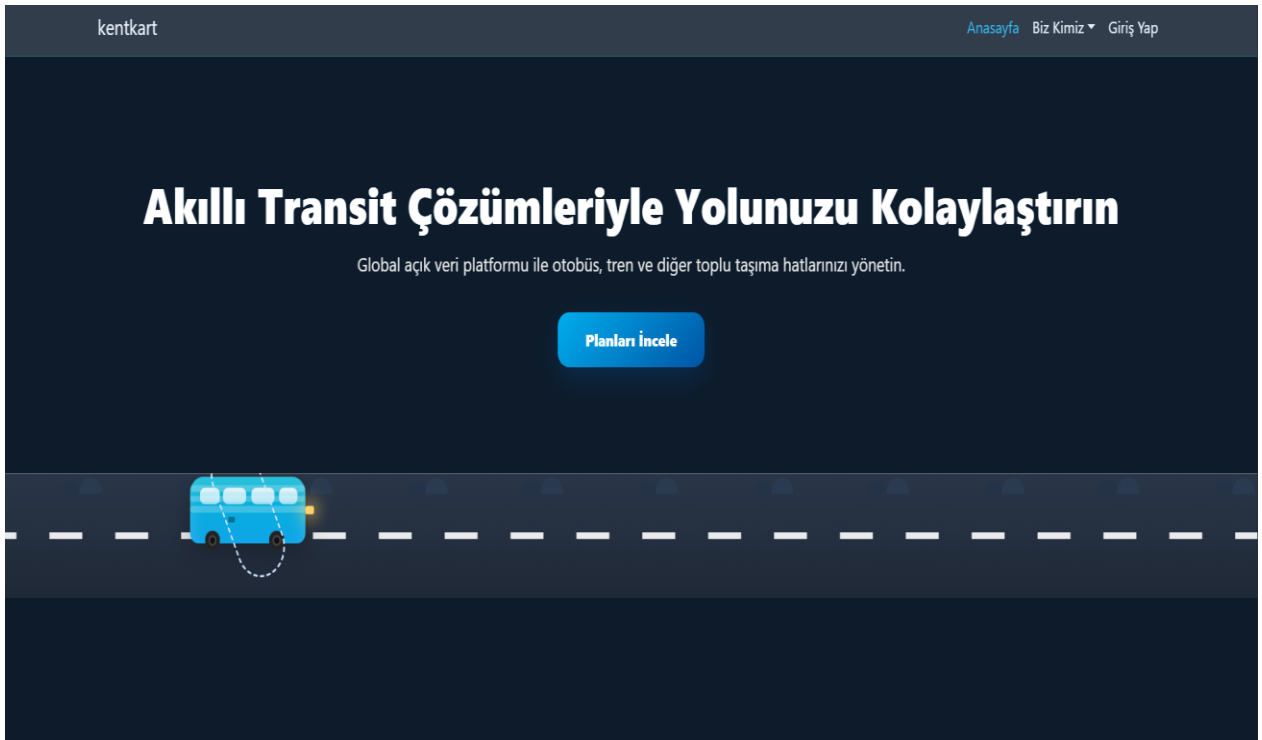 kentkart
Anasayfa Biz Kimiz Giriş Yap
Akıllı Transit Çözümleriyle Yolunuzu Kolaylaştırın
Global açık veri platformu ile otobüs, tren ve diğer toplu taşıma hatlarınızı yönetin.
Planları İncele